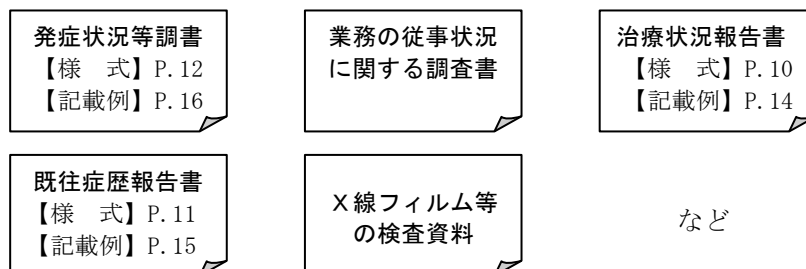 発症状況等調書
【様　式】P.12
【記載例】P.16
業務の従事状況
に関する調査書
治療状況報告書
【様　式】P.10
【記載例】P.14
既往症歴報告書
【様　式】P.11
【記載例】P.15
Ｘ線フィルム等
の検査資料
など